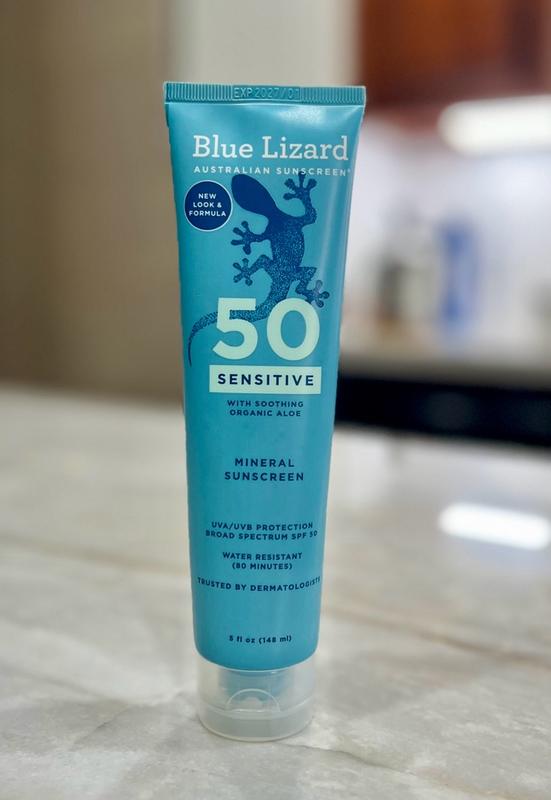 EXP 2027/01
Blue Lizard
AUSTRALIAN SUNSCREEN®
NEW
LOOK &
FORMULA
50
SENSITIVE
WITH SOOTHING
ORGANIC ALOE
MINERAL
SUNSCREEN
UVA/UVB PROTECTION
BROAD SPECTRUM SPF 50
WATER RESISTANT
(80 MINUTES)
TRUSTED BY DERMATOLOGISTS
5 fl oz (148 ml)